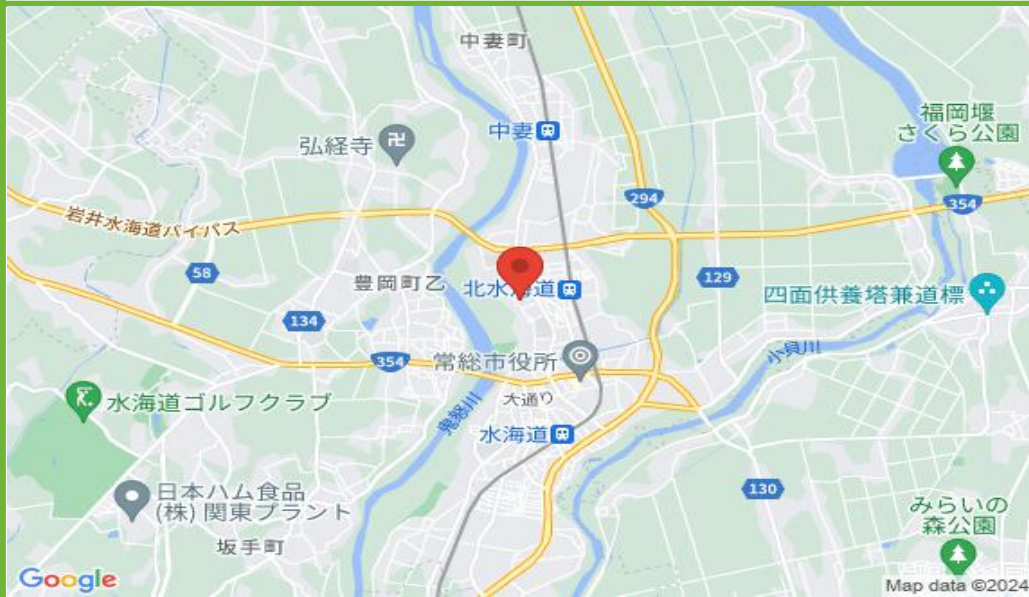 中妻町
中妻
福岡堰
さくら公園
弘経寺
294
354
岩井水海道バイパス
58
豊岡町乙
北水海道
129
四面供養塔兼道標
134
354
常総市役所
小貝川
水海道ゴルフクラブ
大通り
鬼怒川
水海道
日本ハム食品
(株) 関東プラント
130
みらいの
森公園
坂手町
Google
Map data ©2024